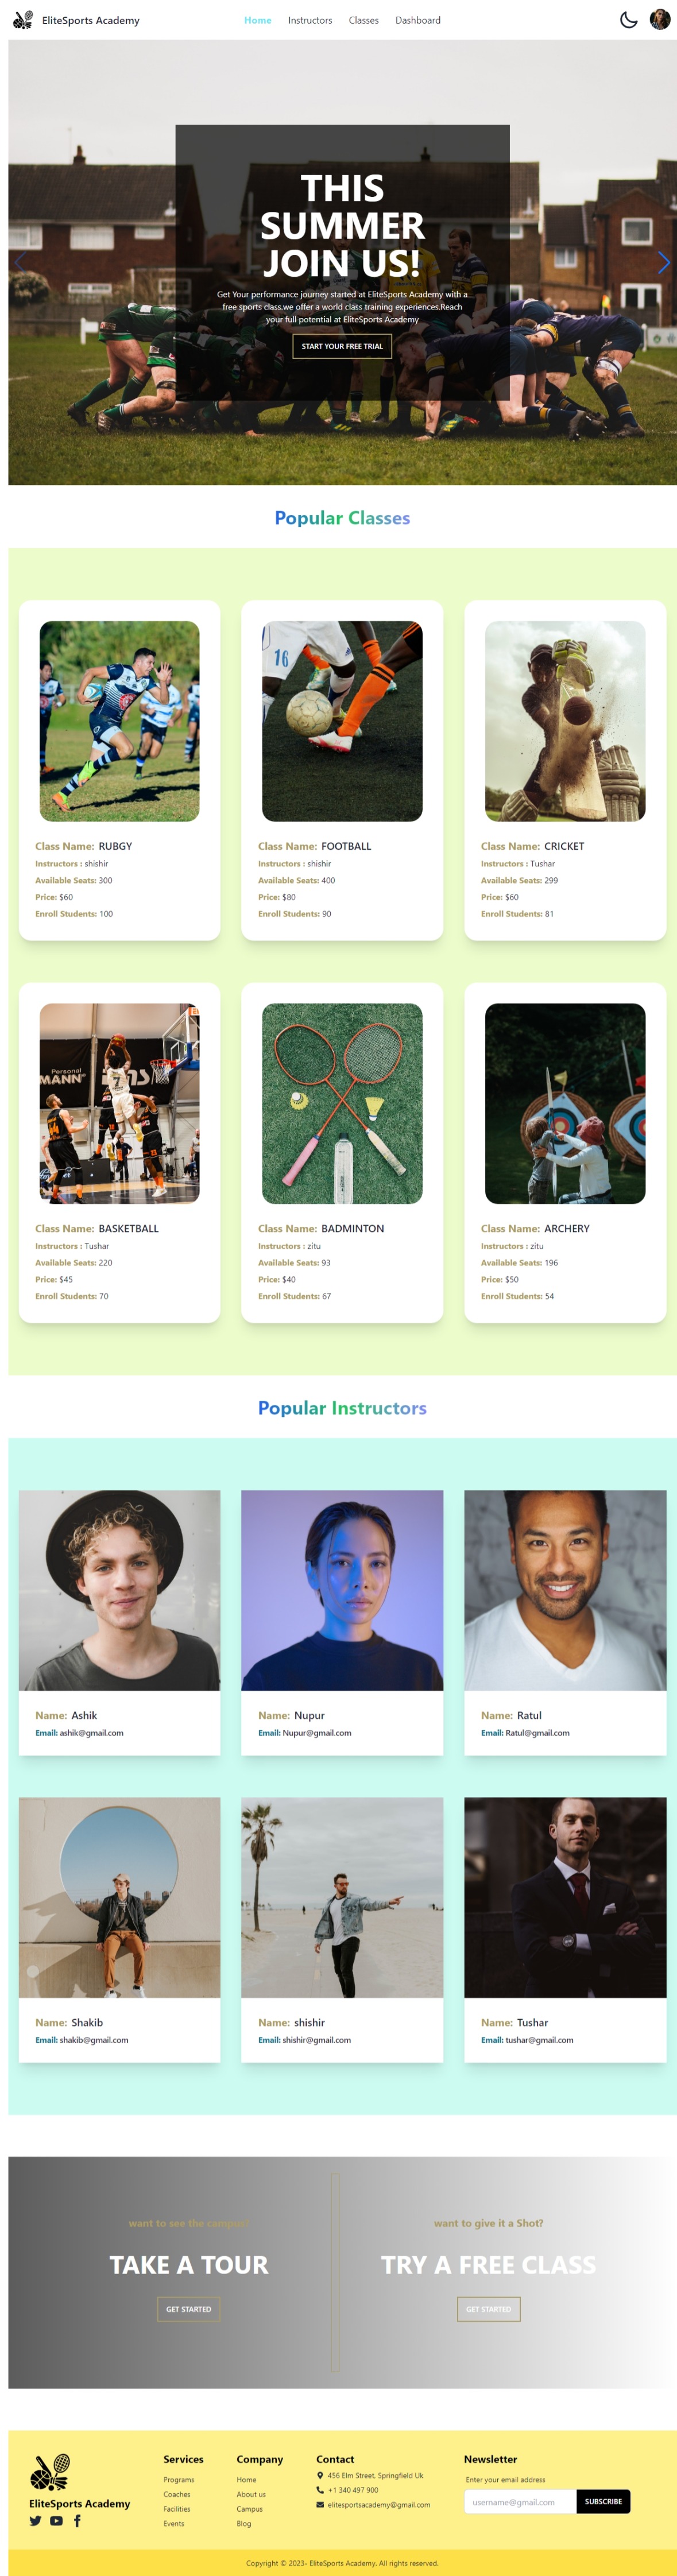 EliteSports Academy
Home Instructors Classes Dashboard
THIS
SUMMER
JOIN US!
Get Your performance journey started at EliteSports Academy with a
free sports class.we offer a world class training experiences.Reach
your full potential at EliteSports Academy
START YOUR FREE TRIAL
Popular Classes
16
Class Name: RUBGY
Instructors : shishir
Available Seats: 300
Price: $60
Enroll Students: 100
Class Name: FOOTBALL
Instructors : shishir
Available Seats: 400
Price: $80
Enroll Students: 90
Class Name: CRICKET
Instructors : Tushar
Available Seats: 299
Price: $60
Enroll Students: 81
Personal
MANN
7
Class Name: BASKETBALL
Instructors : Tushar
Available Seats: 220
Price: $45
Enroll Students: 70
Class Name: BADMINTON
Instructors : zitu
Available Seats: 93
Price: $40
Enroll Students: 67
Class Name: ARCHERY
Instructors : zitu
Available Seats: 196
Price: $50
Enroll Students: 54
Popular Instructors
Name: Ashik
Email: ashik@gmail.com
Name: Nupur
Email: Nupur@gmail.com
Name: Ratul
Email: Ratul@gmail.com
Name: Shakib
Email: shakib@gmail.com
Name: shishir
Email: shishir@gmail.com
Name: Tushar
Email: tushar@gmail.com
want to see the campus?
TAKE A TOUR
GET STARTED
want to give it a Shot?
TRY A FREE CLASS
GET STARTED
EliteSports Academy
Services
Programs
Coaches
Facilities
Events
Company
Home
About us
Campus
Blog
Contact
456 Elm Street, Springfield Uk
+1 340 497 900
elitesportsacademy@gmail.com
Newsletter
Enter your email address
username@gmail.com
SUBSCRIBE
Copyright © 2023- EliteSports Academy. All rights reserved.